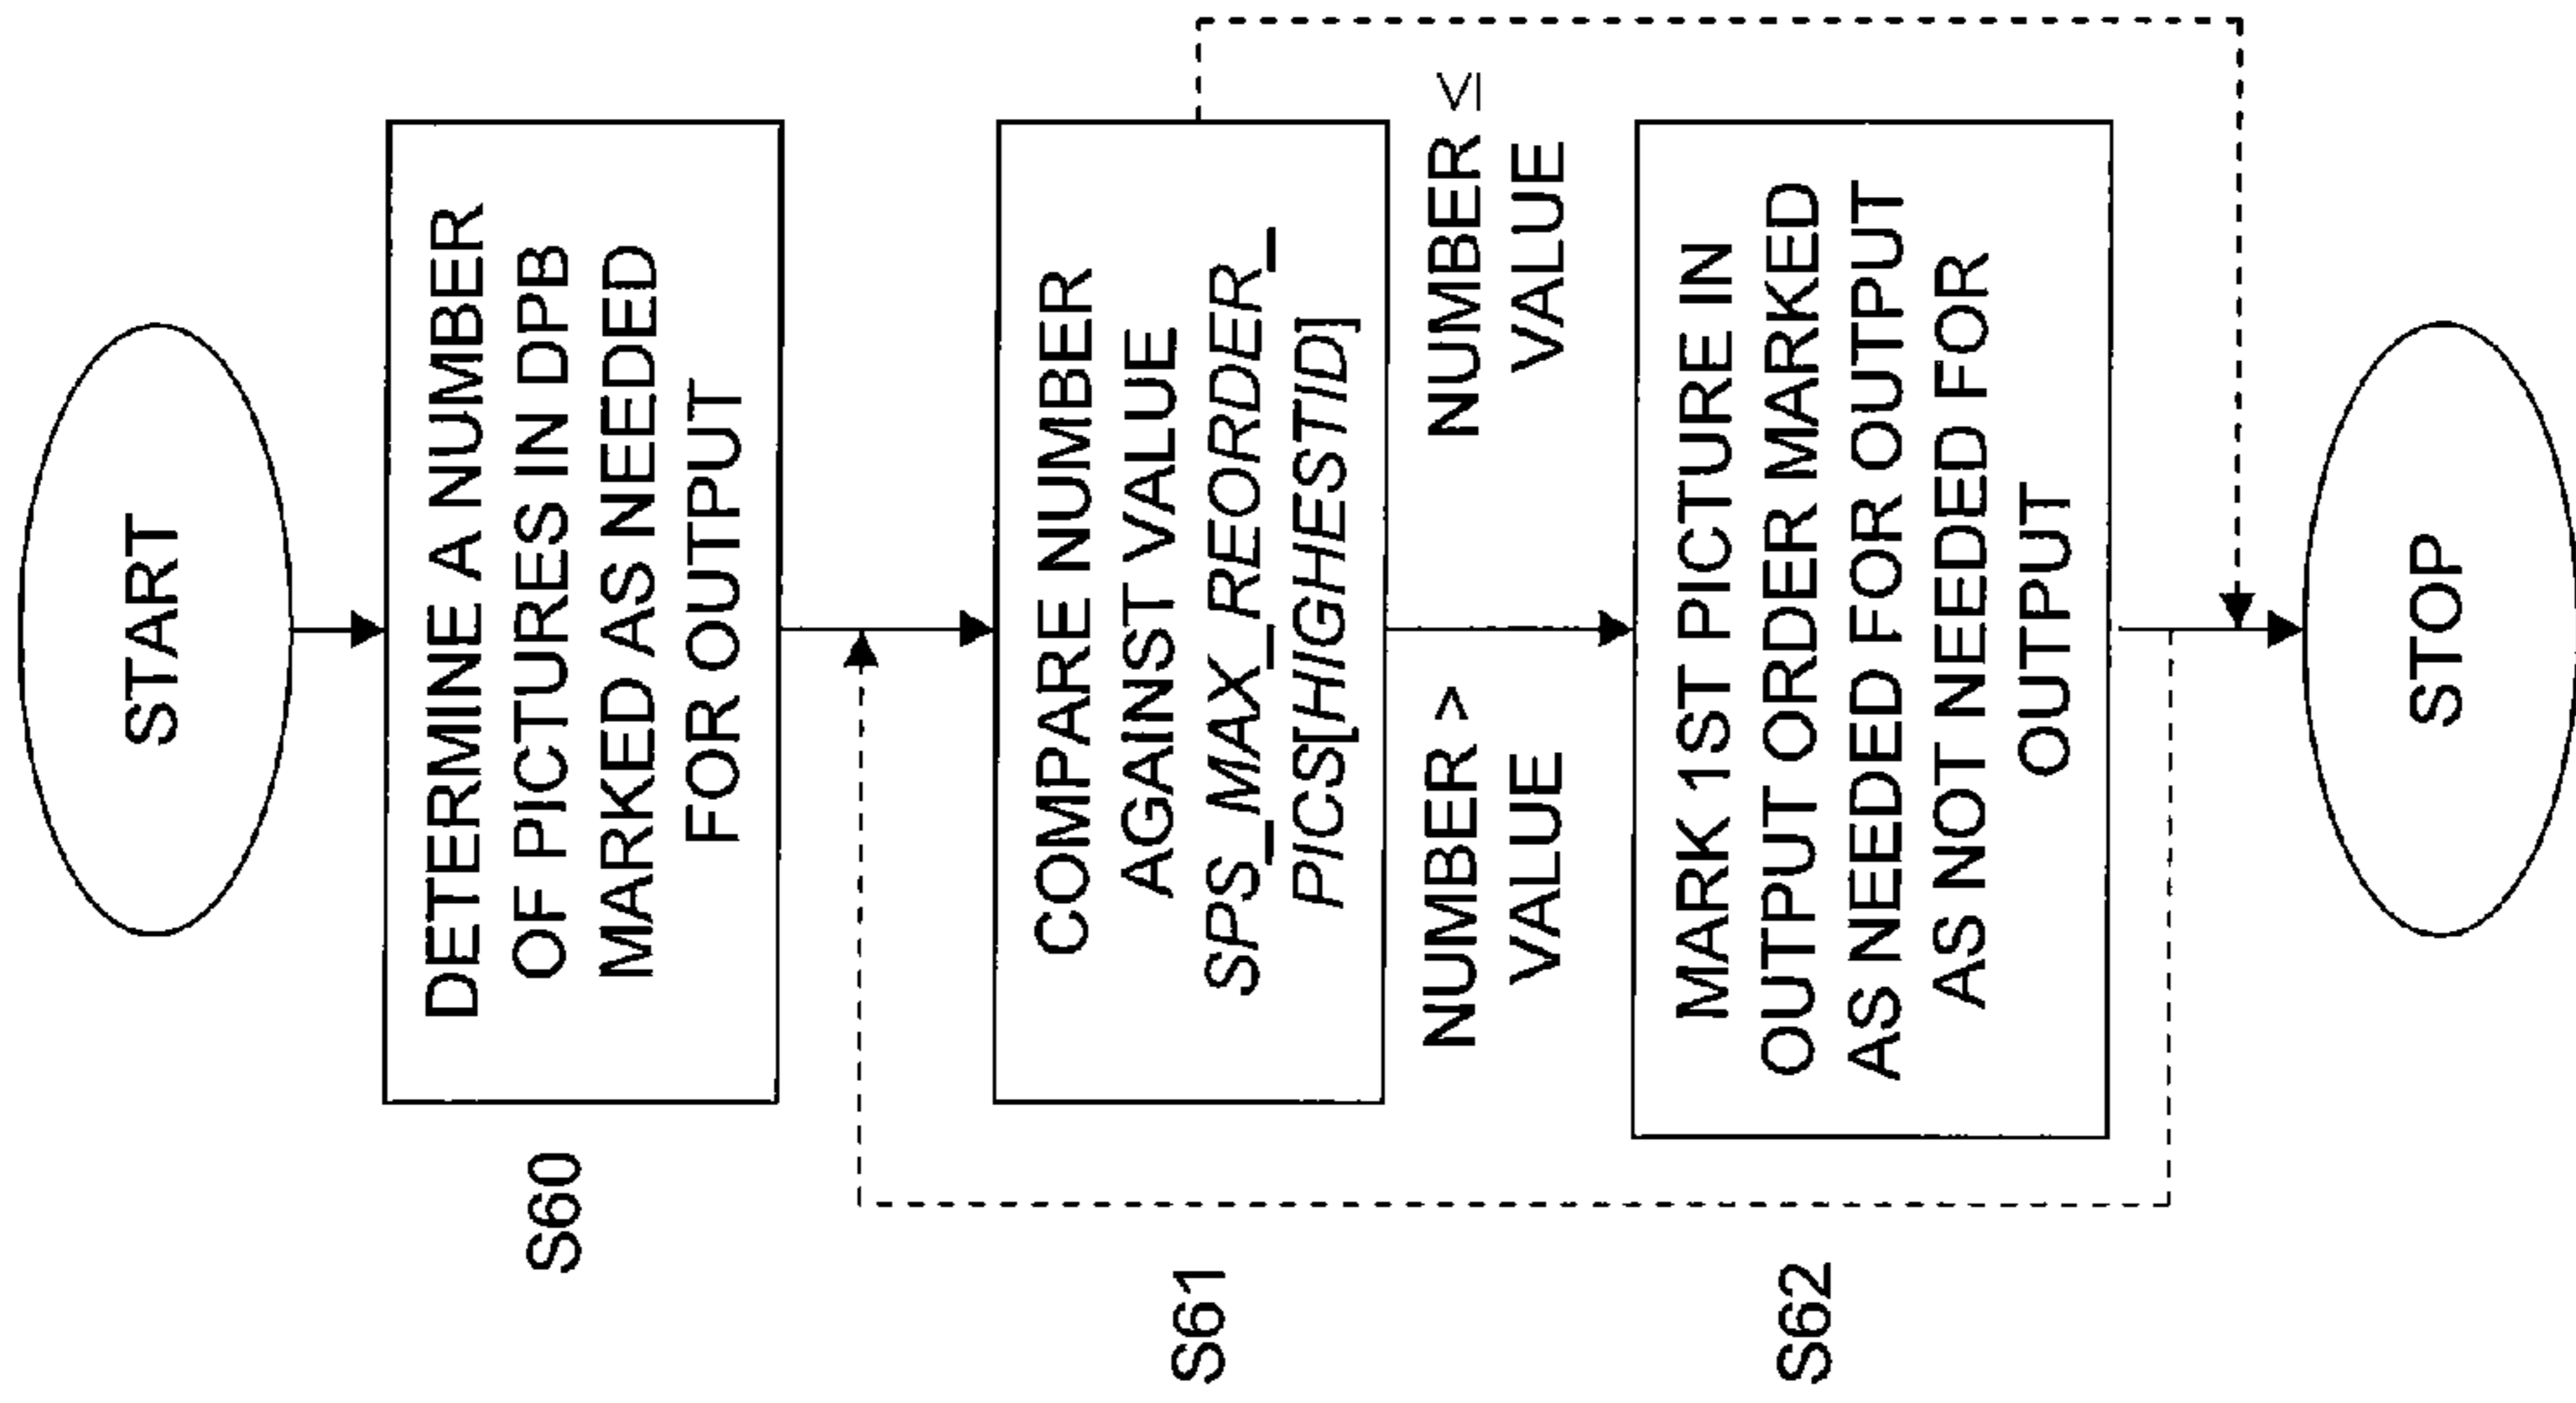 START
S60
DETERMINE A NUMBER
OF PICTURES IN DPB
MARKED AS NEEDED
FOR OUTPUT
S61
COMPARE NUMBER
AGAINST VALUE
SPS_MAX_REORDER_
PICS[HIGHESTID]
NUMBER >
VALUE
NUMBER ≤
VALUE
S62
MARK 1ST PICTURE IN
OUTPUT ORDER MARKED
AS NEEDED FOR OUTPUT
AS NOT NEEDED FOR
OUTPUT
STOP